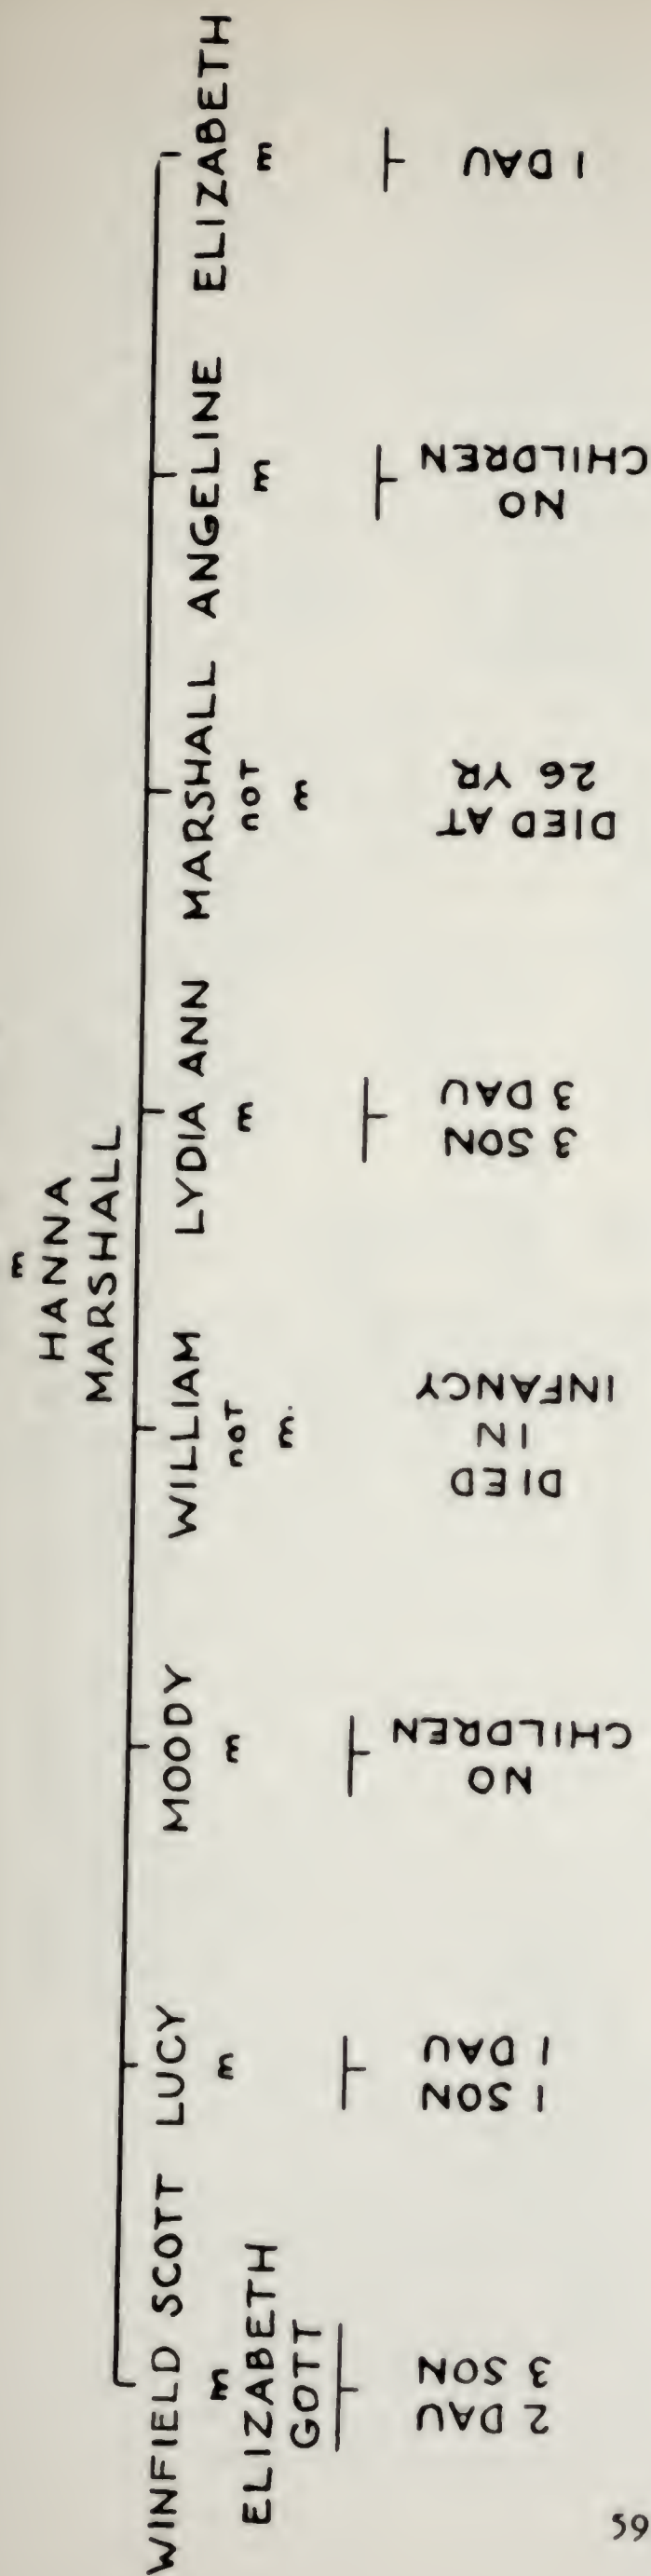 m
HANNA
MARSHALL
WINFIELD SCOTT LUCY MOODY WILLIAM LYDIA ANN MARSHALL ANGELINE ELIZABETH
m m m not m not m m
m. m
ELIZABETH
GOTT
2 DAU
3 SON
1 SON
1 DAU
NO
CHILDREN
DIED
IN
INFANCY
3 SON
3 DAU
DIED AT
26 YR
NO
CHILDREN
1 DAU
59